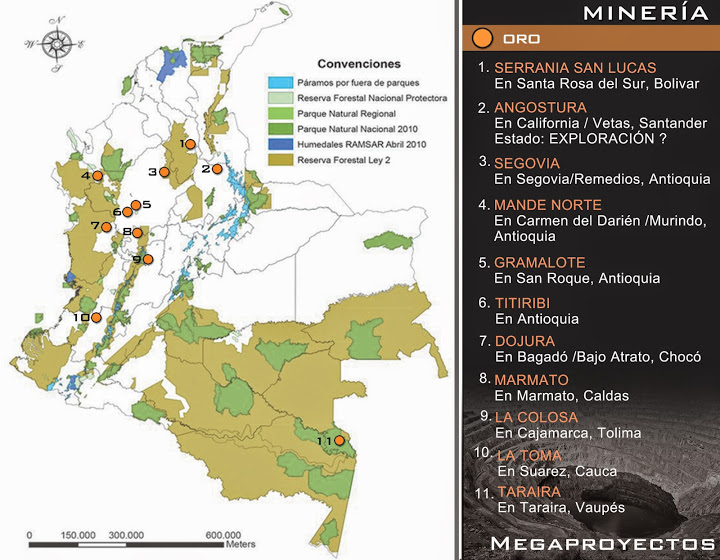 N
W
E
S
Convenciones
Páramos por fuera de parques
Reserva Forestal Nacional Protectora
Parque Natural Regional
Parque Natural Nacional 2010
Humedales RAMSAR Abril 2010
Reserva Forestal Ley 2
1
2
3
4
5
6
7
8
9
10
11
0 150.000 300.000 600.000
Meters
MINERÍA
ORO
1. SERRANIA SAN LUCAS
En Santa Rosa del Sur, Bolivar
2. ANGOSTURA
En California / Vetas, Santander
Estado: EXPLORACIÓN ?
3. SEGOVIA
En Segovia/Remedios, Antioquia
4. MANDE NORTE
En Carmen del Darién /Murindo,
Antioquia
5. GRAMALOTE
En San Roque, Antioquia
6. TITIRIBI
En Antioquia
7. DOJURA
En Bagadó /Bajo Atrato, Chocó
8. MARMATO
En Marmato, Caldas
9. LA COLOSA
En Cajamarca, Tolima
10. LA TOMA
En Suárez, Cauca
11. TARAIRA
En Taraira, Vaupés
MEGAPROYECTOS